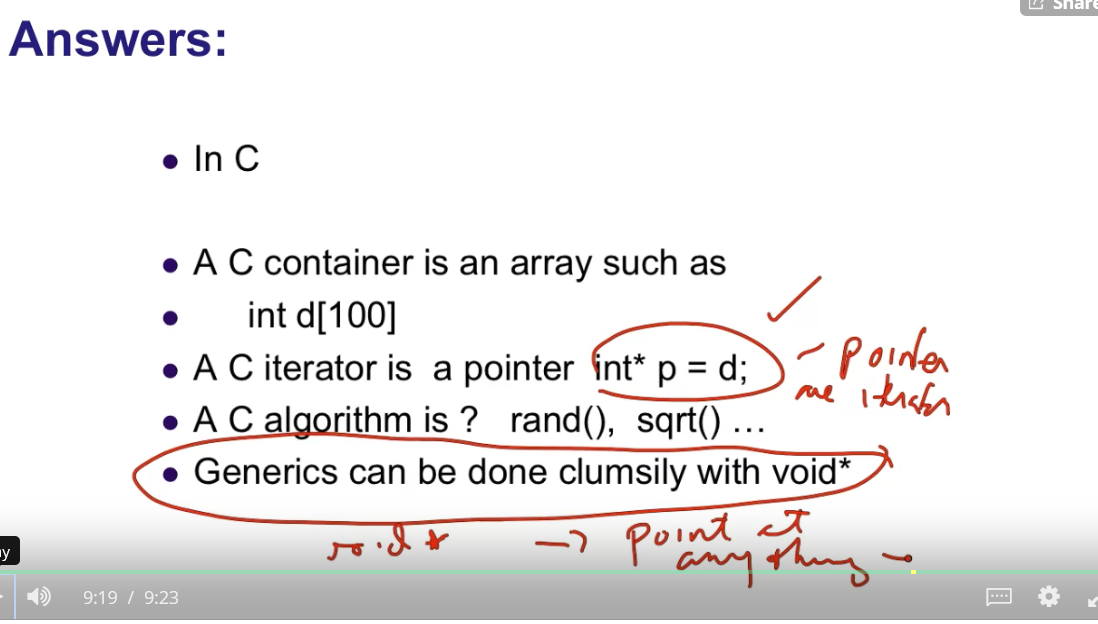 Share
Answers:
• In C
• A C container is an array such as
• int d[100]
• A C iterator is a pointer int* p = d;
– pointer
are iterator
• A C algorithm is ? rand(), sqrt() ...
• Generics can be done clumsily with void*
void * → point at
anything –
ay
9:19 / 9:23